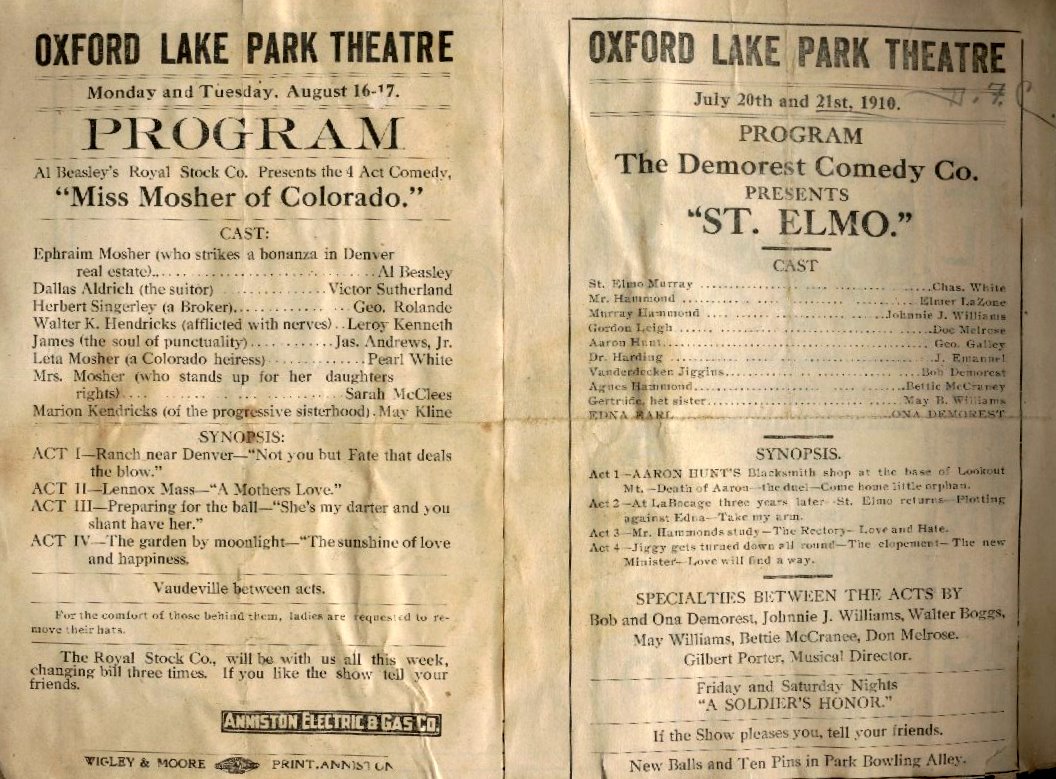 OXFORD LAKE PARK THEATRE
Monday and Tuesday, August 16-17.
PROGRAM
Al Beasley's Royal Stock Co. Presents the 4 Act Comedy,
"Miss Mosher of Colorado."
CAST:
Ephraim Mosher (who strikes a bonanza in Denver
real estate)..............................Al Beasley
Dallas Aldrich (the suitor) ...............Victor Sutherland
Herbert Singerley (a Broker)................Geo. Rolande
Walter K. Hendricks (afflicted with nerves)..Leroy Kenneth
James (the soul of punctuality)...........Jas. Andrews, Jr.
Leta Mosher (a Colorado heiress).............Pearl White
Mrs. Mosher (who stands up for her daughters
rights)..............................Sarah McClees
Marion Kendricks (of the progressive sisterhood).May Kline
SYNOPSIS:
ACT I—Ranch near Denver—"Not you but Fate that deals
the blow."
ACT II—Lennox Mass—"A Mothers Love."
ACT III—Preparing for the ball—"She's my darter and you
shant have her."
ACT IV—The garden by moonlight—"The sunshine of love
and happiness.
Vaudeville between acts.
For the comfort of those behind them, ladies are requested to re-
move their hats.
The Royal Stock Co., will be with us all this week,
changing bill three times. If you like the show tell your
friends.
ANNISTON ELECTRIC & GAS CO.
WIGLEY & MOORE PRINT. ANNISTON
OXFORD LAKE PARK THEATRE
July 20th and 21st, 1910.
PROGRAM
The Demorest Comedy Co.
PRESENTS
"ST. ELMO."
CAST
St. Elmo Murray ..............................Chas. White
Mr. Hammond ..............................Elmer LaZone
Murray Hammond ........................Johnnie J. Williams
Gordon Leigh ..............................Doc Melrose
Aaron Hunt..............................Geo. Galley
Dr. Harding ..............................J. Emanuel
Vanderdecken Jiggins..........................Bob Demorest
Agnes Hammond..............................Bettie McCraney
Gertrude, het sister..........................May B. Williams
EDNA EARL ..............................ONA DEMOREST
SYNOPSIS.
Act 1—AARON HUNT'S Blacksmith shop at the base of Lookout
Mt.—Death of Aaron—the duel—Come home little orphan.
Act 2—At LaBocage three years later—St. Elmo returns—Plotting
against Edna—Take my arm.
Act 3—Mr. Hammonds study—The Rectory—Love and Hate.
Act 4—Jiggy gets turned down all round—The elopement—The new
Minister—Love will find a way.
SPECIALTIES BETWEEN THE ACTS BY
Bob and Ona Demorest, Johnnie J. Williams, Walter Boggs,
May Williams, Bettie McCranee, Don Melrose.
Gilbert Porter, Musical Director.
Friday and Saturday Nights
"A SOLDIER'S HONOR."
If the Show pleases you, tell your friends.
New Balls and Ten Pins in Park Bowling Alley.